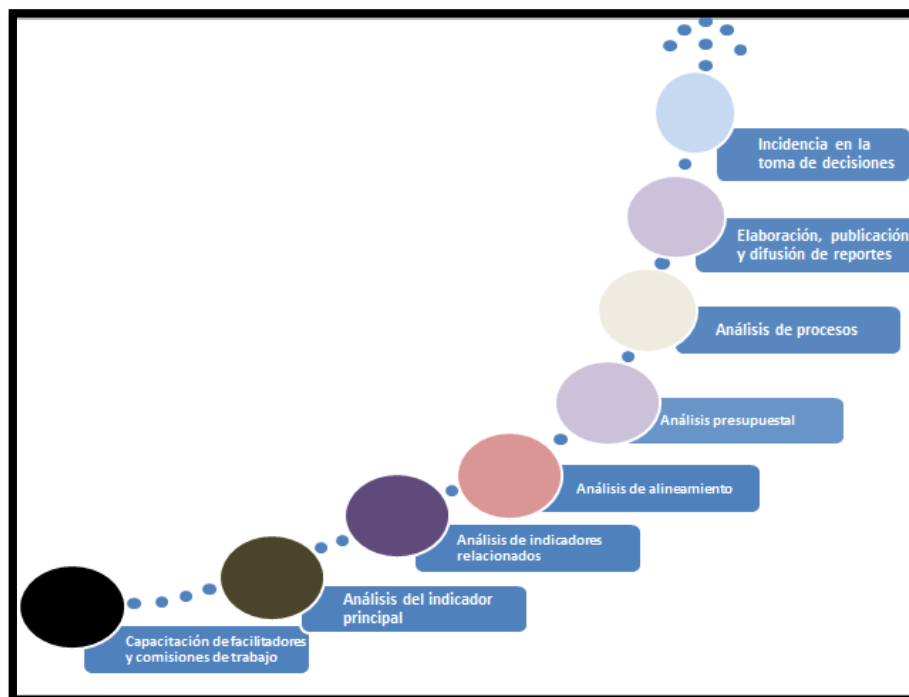 Incidencia en la
toma de decisiones
Elaboración, publicación
y difusión de reportes
Análisis de procesos
Análisis presupuestal
Análisis de alineamiento
Análisis de indicadores
relacionados
Análisis del indicador
principal
Capacitación de facilitadores
y comisiones de trabajo